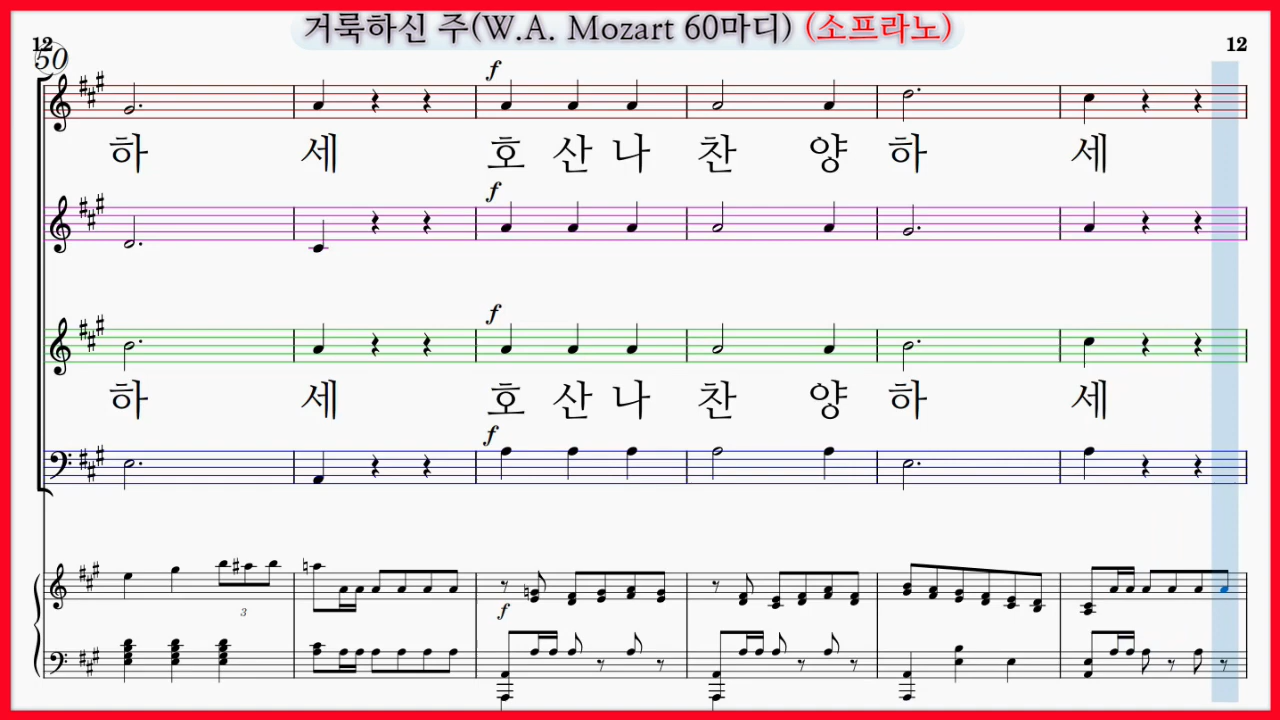 거룩하신 주(W.A. Mozart 60마디) (소프라노)
12
12
50
f
하 세 호 산 나 찬 양 하 세
f
f
하 세 호 산 나 찬 양 하 세
f
3
f